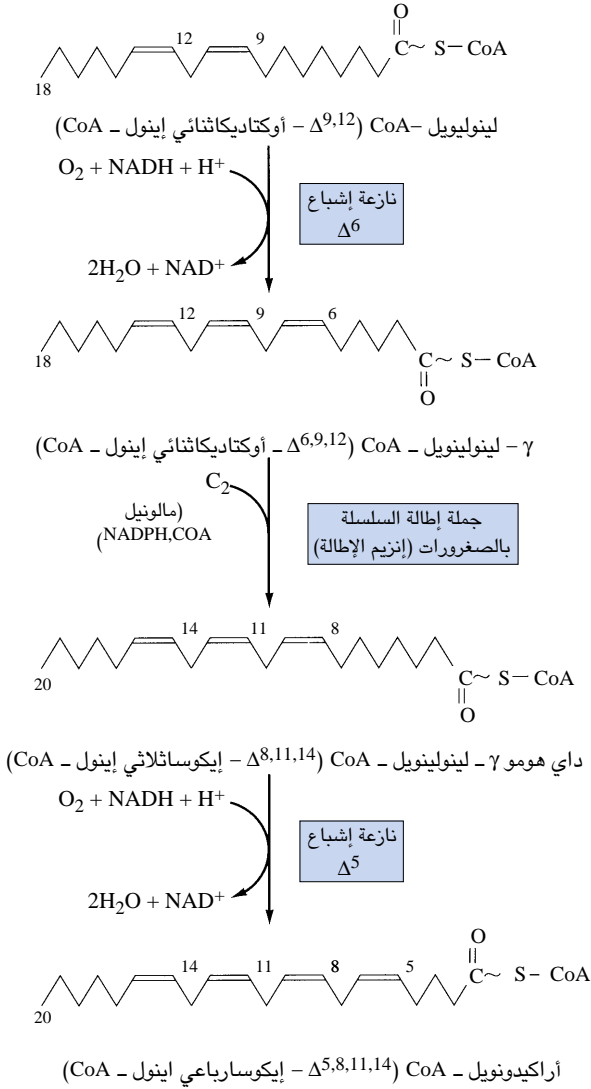 O
C ~ S – CoA
12 9
18
لينوليويل –CoA (Δ9,12 – أوكتاديكاثنائي إينول – CoA)
O2 + NADH + H+
نازعة إشباع
Δ6
2H2O + NAD+
12 9 6
18
C ~ S – CoA
O
γ – لينولينويل – CoA (Δ6,9,12 – أوكتاديكاثنائي إينول – CoA)
C2
(مالونيل
NADPH,COA)
جملة إطالة السلسلة
بالصغرورات (إنزيم الإطالة)
14 11 8
20
C ~ S – CoA
O
داي هومو γ – لينولينويل – CoA (Δ8,11,14 – إيكوساثلاثي إينول – CoA)
O2 + NADH + H+
نازعة إشباع
Δ5
2H2O + NAD+
O
14 11 8 5
C ~ S – CoA
20
أراكيدونويل – CoA (Δ5,8,11,14 – إيكوسارباعي اينول – CoA)